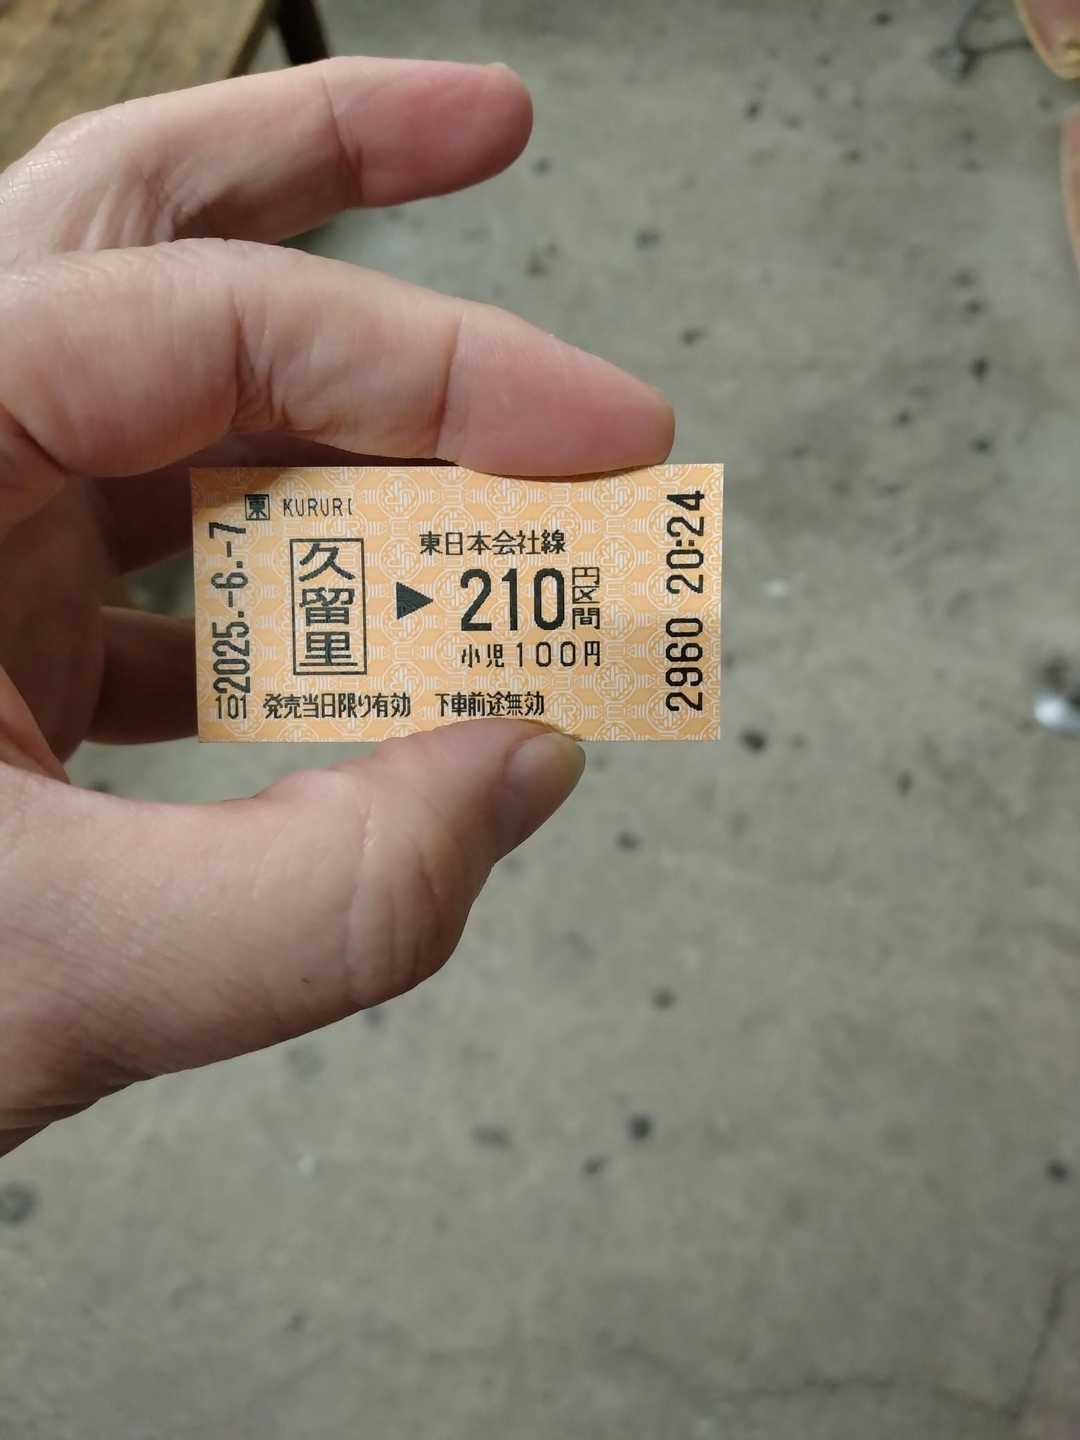 東 KURURI
2025.-6.-7
久留里
▶
東日本会社線
210円区間
小児100円
101 発売当日限り有効 下車前途無効
2960 20:24